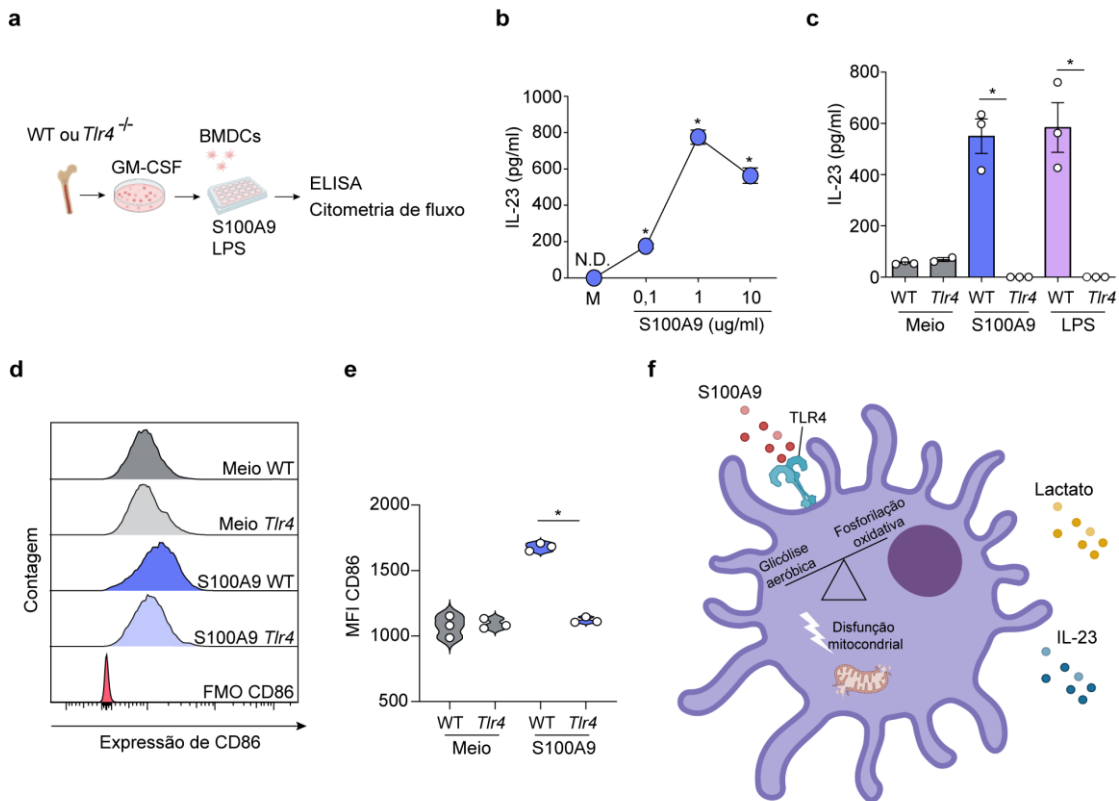 a
WT ou Tlr4 -/-
GM-CSF
BMDCs
S100A9
LPS
ELISA
Citometria de fluxo
b
IL-23 (pg/ml)
1000
800
600
400
200
0
N.D.
*
*
*
M
0,1
1
10
S100A9 (ug/ml)
c
IL-23 (pg/ml)
800
600
400
200
0
*
*
WT Tlr4 WT Tlr4 WT Tlr4
Meio S100A9 LPS
d
Contagem
Meio WT
Meio Tlr4
S100A9 WT
S100A9 Tlr4
FMO CD86
Expressão de CD86
e
MFI CD86
2000
1500
1000
500
*
WT Tlr4 WT Tlr4
Meio S100A9
f
S100A9
TLR4
Glicólise
aeróbica
Fosforilação
oxidativa
Disfunção
mitocondrial
Lactato
IL-23